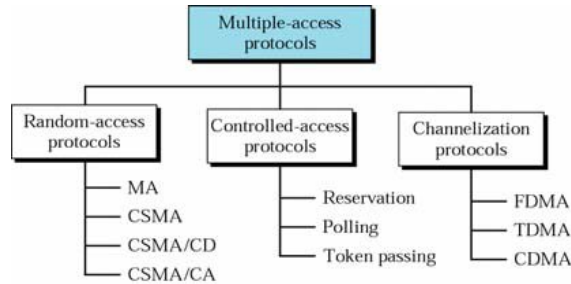 Multiple-access
protocols
Random-access
protocols
Controlled-access
protocols
Channelization
protocols
MA
CSMA
CSMA/CD
CSMA/CA
Reservation
Polling
Token passing
FDMA
TDMA
CDMA